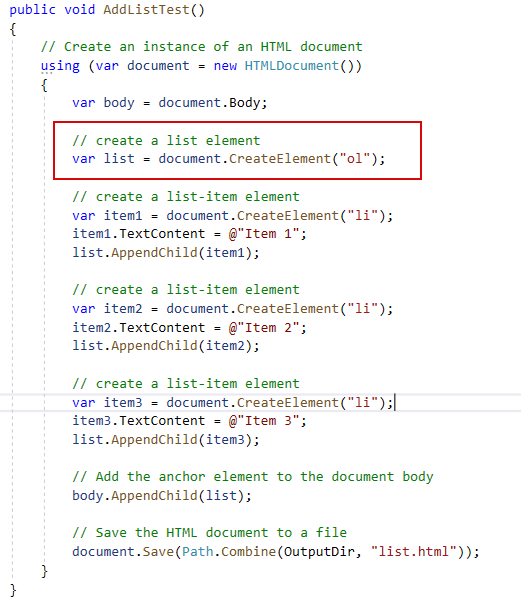 public void AddListTest()
{
// Create an instance of an HTML document
using (var document = new HTMLDocument())
{
var body = document.Body;
// create a list element
var list = document.CreateElement("ol");
// create a list-item element
var item1 = document.CreateElement("li");
item1.TextContent = @"Item 1";
list.AppendChild(item1);
// create a list-item element
var item2 = document.CreateElement("li");
item2.TextContent = @"Item 2";
list.AppendChild(item2);
// create a list-item element
var item3 = document.CreateElement("li");
item3.TextContent = @"Item 3";
list.AppendChild(item3);
// Add the anchor element to the document body
body.AppendChild(list);
// Save the HTML document to a file
document.Save(Path.Combine(OutputDir, "list.html"));
}
}